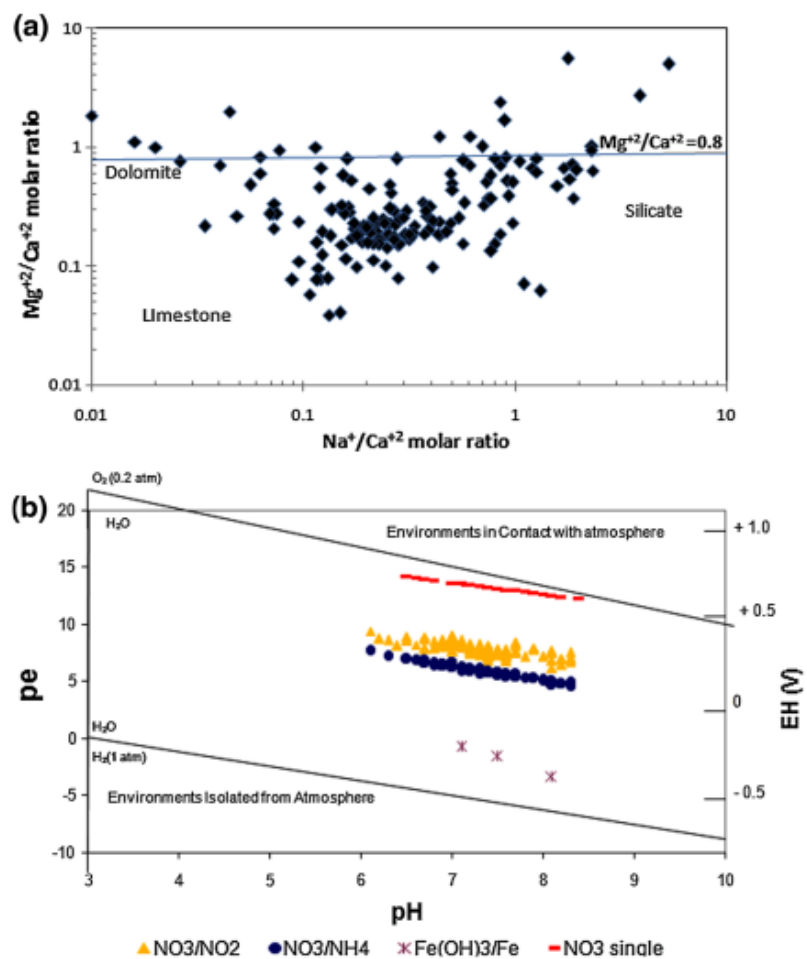 (a)
10
1
0.1
0.01
Mg+2/Ca+2 molar ratio
Mg+2/Ca+2=0.8
Dolomite
Silicate
LImestone
0.01 0.1 1 10
Na+/Ca+2 molar ratio
(b)
O2 (0.2 atm)
H2O
Environments in Contact with atmosphere
20
15
10
5
0
-5
-10
pe
+ 1.0
+ 0.5
0
- 0.5
EH (V)
H2O
H2(1 atm)
Environments Isolated from Atmosphere
3 4 5 6 7 8 9 10
pH
NO3/NO2 NO3/NH4 Fe(OH)3/Fe NO3 single